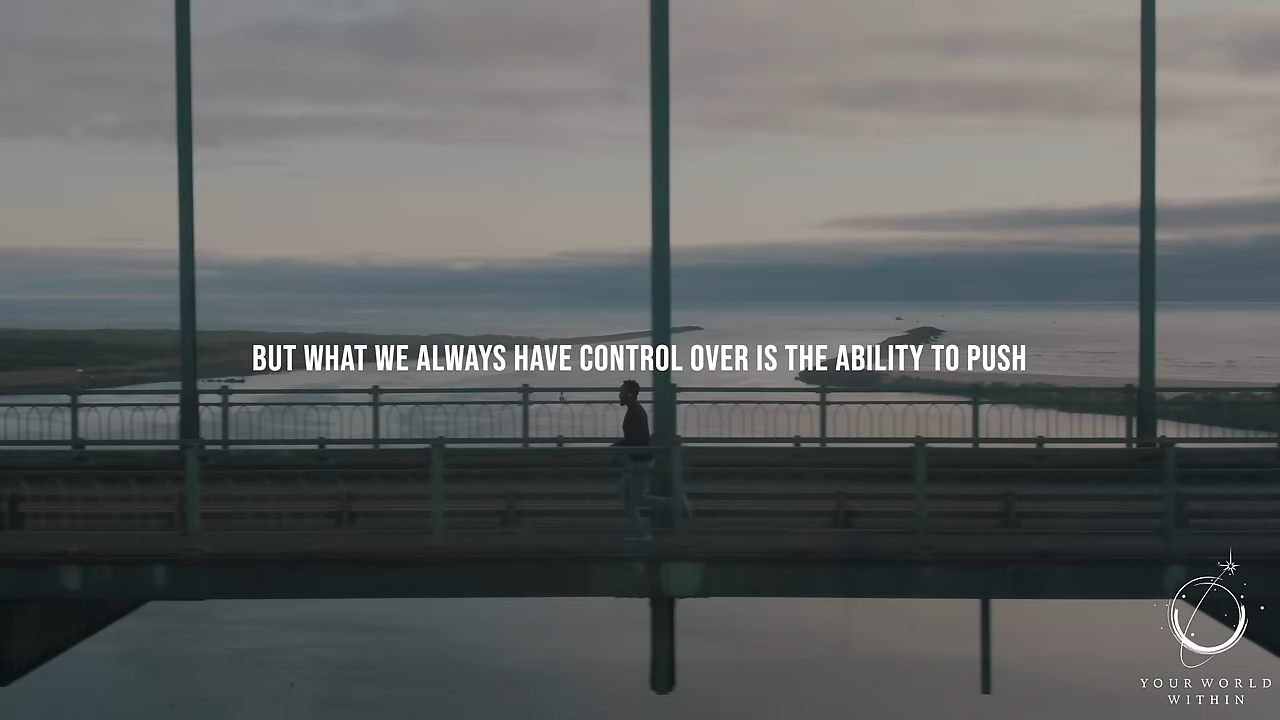 BUT WHAT WE ALWAYS HAVE CONTROL OVER IS THE ABILITY TO PUSH
YOUR WORLD
WITHIN